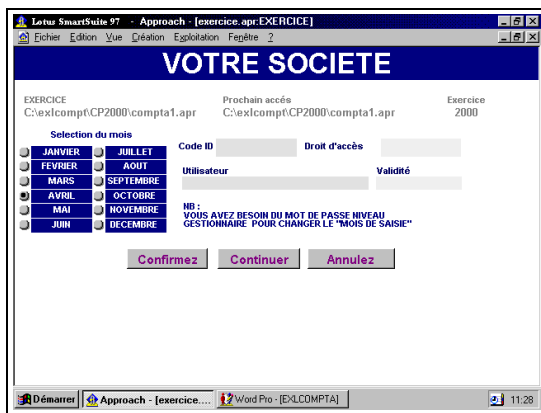 Lotus SmartSuite 97 - Approach - [exercice.apr:EXERCICE]
Fichier Edition Vue Création Exploitation Fenêtre ?
VOTRE SOCIETE
EXERCICE Prochain accés Exercice
C:\exlcompt\CP2000\compta1.apr C:\exlcompt\CP2000\compta1.apr 2000
Selection du mois
Code ID Droit d'accès
JANVIER JUILLET
FEVRIER AOUT
Utilisateur Validité
MARS SEPTEMBRE
AVRIL OCTOBRE
MAI NOVEMBRE
JUIN DECEMBRE
NB :
VOUS AVEZ BESOIN DU MOT DE PASSE NIVEAU
GESTIONNAIRE POUR CHANGER LE "MOIS DE SAISIE"
Confirmez Continuer Annulez
Démarrer Approach - [exercice.... Word Pro - [EXLCOMPTA] 11:28